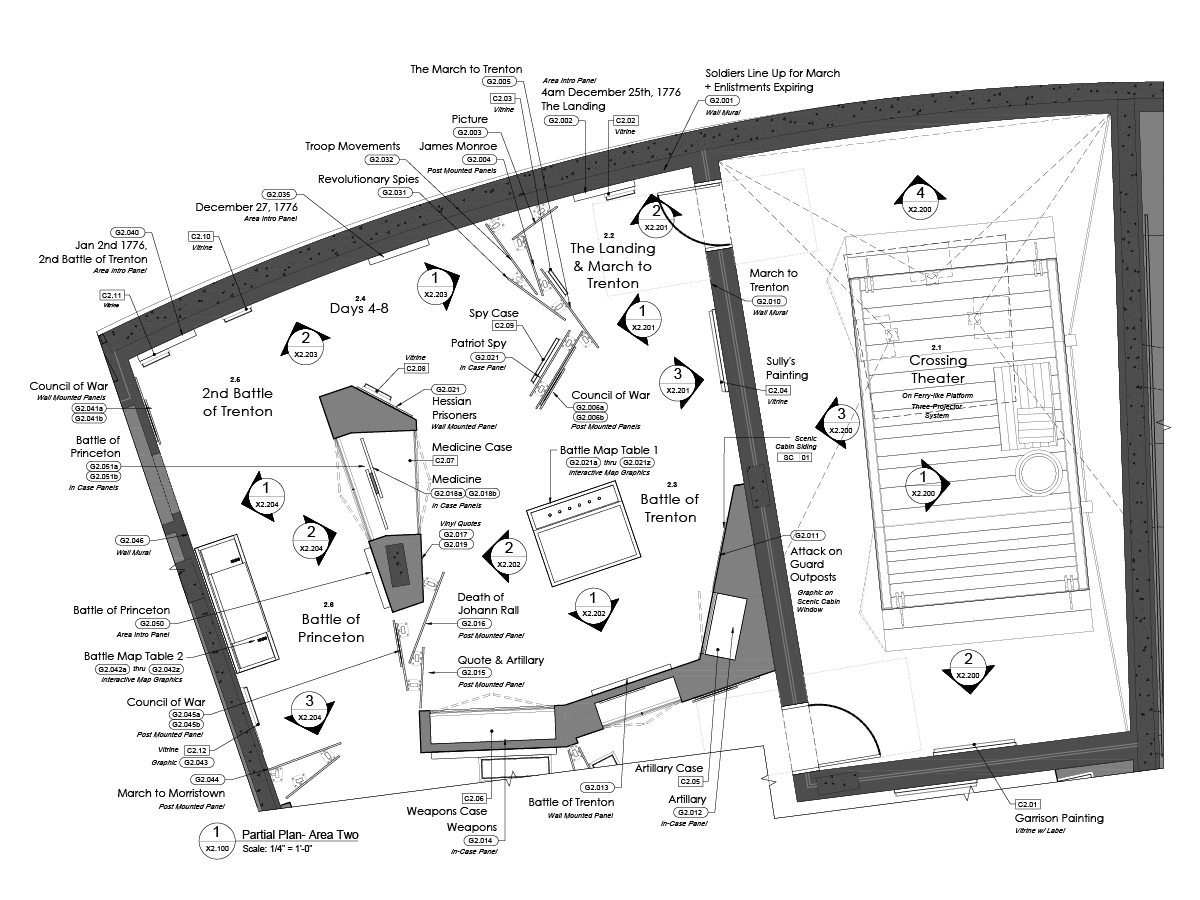 The March to Trenton
G2.005
C2.03
Vitrine
Area Intro Panel
4am December 25th, 1776
The Landing
G2.002
C2.02
Vitrine
Soldiers Line Up for March
+ Enlistments Expiring
G2.001
Wall Mural
Picture
G2.003
James Monroe
G2.004
Post Mounted Panels
Troop Movements
G2.032
Revolutionary Spies
G2.031
G2.035
December 27, 1776
Area Intro Panel
G2.040
Jan 2nd 1776,
2nd Battle of Trenton
Area Intro Panel
C2.10
Vitrine
C2.11
Vitrine
2.2
The Landing
& March to
Trenton
2
X2.201
4
X2.200
1
X2.203
2.4
Days 4-8
2
X2.203
March to
Trenton
G2.010
Wall Mural
1
X2.201
Spy Case
C2.09
Patriot Spy
G2.021
In Case Panel
2.1
Crossing
Theater
On Ferry-like Platform
Three-Projector
System
Sully's
Painting
C2.04
Vitrine
3
X2.201
3
X2.200
Vitrine
C2.08
G2.021
Hessian
Prisoners
Wall Mounted Panel
Council of War
G2.006a
G2.006b
Post Mounted Panels
2.5
2nd Battle
of Trenton
Council of War
Wall Mounted Panels
G2.041a
G2.041b
Battle of
Princeton
G2.051a
G2.051b
In Case Panels
Scenic
Cabin Siding
SC 01
Medicine Case
C2.07
Medicine
G2.018a
G2.018b
In Case Panels
Battle Map Table 1
G2.021a thru G2.021z
Interactive Map Graphics
2.3
Battle of
Trenton
1
X2.200
1
X2.204
2
X2.204
Vinyl Quotes
G2.017
G2.019
2
X2.202
G2.046
Wall Mural
G2.011
Attack on
Guard
Outposts
Graphic on
Scenic Cabin
Window
Death of
Johann Rall
G2.016
Post Mounted Panel
1
X2.202
Battle of Princeton
G2.050
Area Intro Panel
2.6
Battle of
Princeton
Battle Map Table 2
G2.042a thru G2.042z
Interactive Map Graphics
Quote & Artillary
G2.015
Post Mounted Panel
2
X2.200
Council of War
G2.045a
G2.045b
Post Mounted Panel
3
X2.204
Vitrine C2.12
Graphic G2.043
G2.044
March to Morristown
Post Mounted Panel
Artillary Case
C2.05
Artillary
G2.012
In-Case Panel
G2.013
Battle of Trenton
Wall Mounted Panel
C2.06
Weapons Case
Weapons
G2.014
In-Case Panel
C2.01
Garrison Painting
Vitrine w/ Label
1
X2.100
Partial Plan- Area Two
Scale: 1/4" = 1'-0"